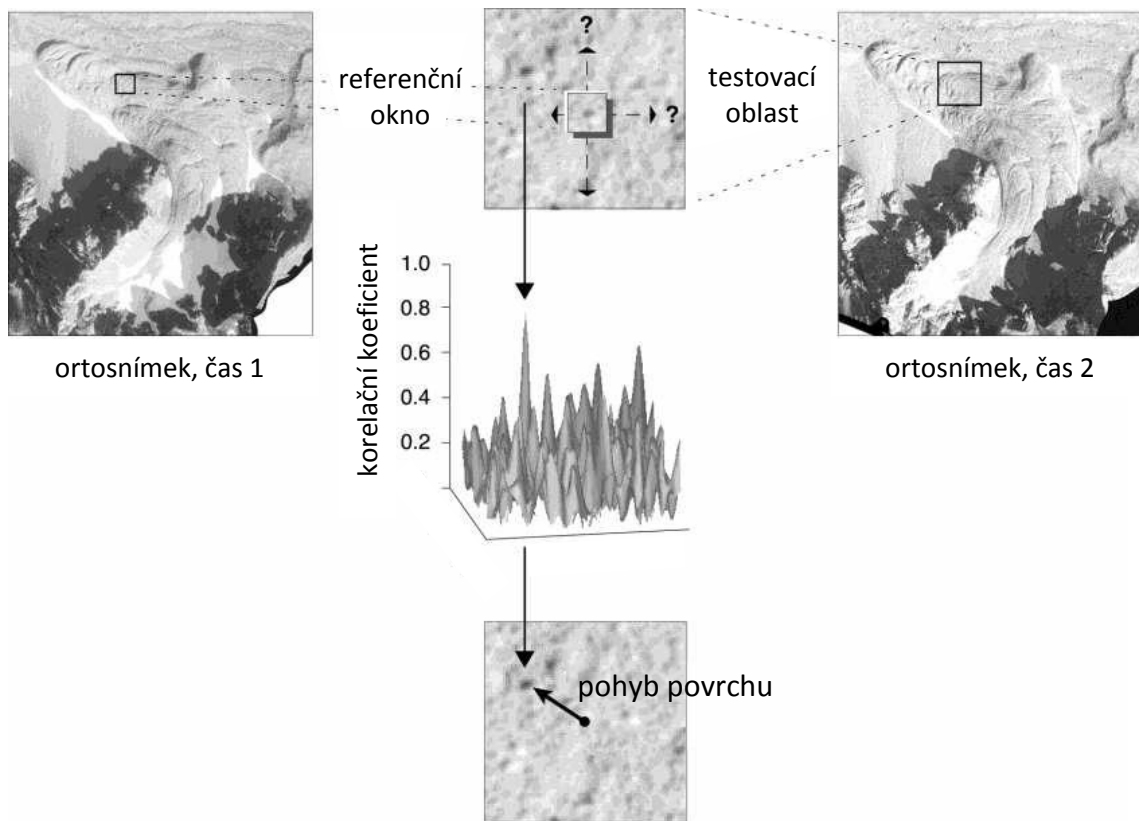 ?
referenční
okno
?
testovací
oblast
ortosnímek, čas 1
ortosnímek, čas 2
korelační koeficient
1.0
0.8
0.6
0.4
0.2
pohyb povrchu